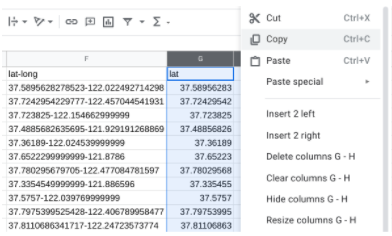 Cut Ctrl+X
Copy Ctrl+C
Paste Ctrl+V
Paste special
Insert 2 left
Insert 2 right
Delete columns G - H
Clear columns G - H
Hide columns G - H
Resize columns G - H
F G
lat-long lat
37.5895628278523-122.022492714298 37.58956283
37.7242954229777-122.457044541931 37.72429542
37.723825-122.154662999999 37.723825
37.4885682635695-121.929191268869 37.48856826
37.36189-122.024539999999 37.36189
37.6522299999999-121.8786 37.65223
37.780295679705-122.477084781597 37.78029568
37.3354549999999-121.886596 37.335455
37.5757-122.039769999999 37.5757
37.7975399525428-122.406789958477 37.79753995
37.8110686341717-122.24723573774 37.81106863